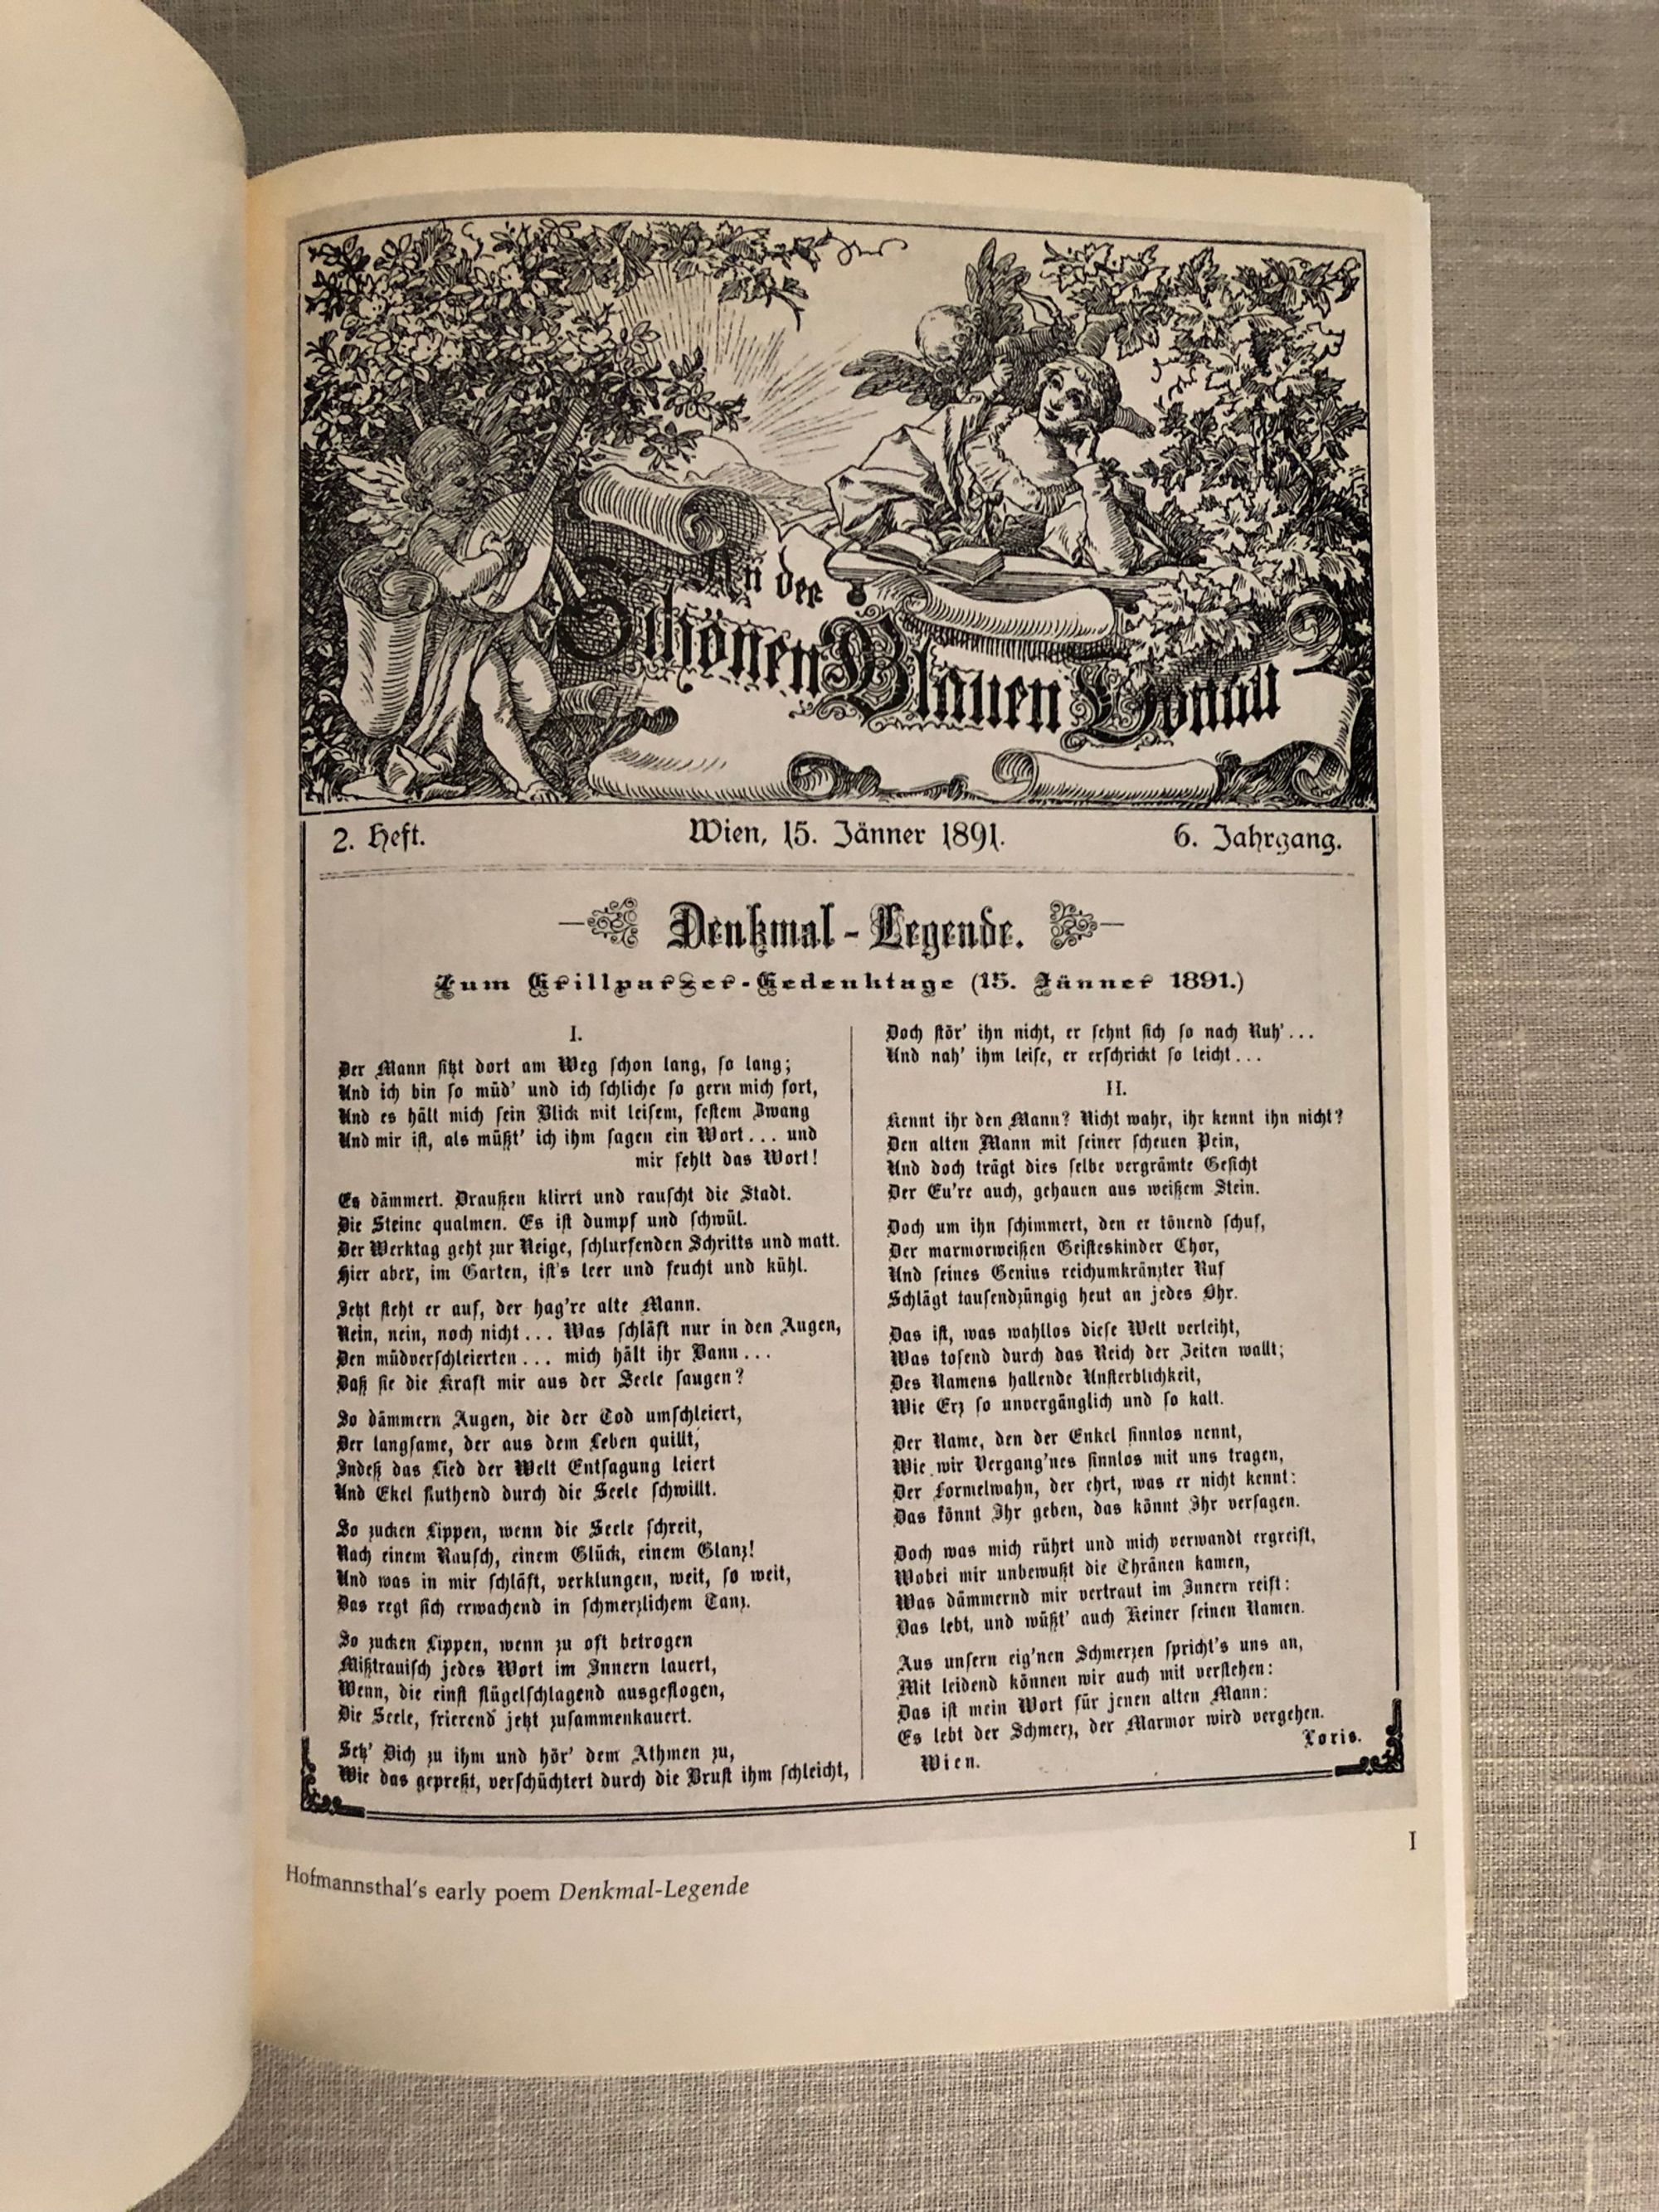 An der
Schönen Blauen Donau
2. Heft.
Wien, 15. Jänner 1891.
6. Jahrgang.
Denkmal-Legende.
Zum Grillparzer-Gedenktage (15. Jänner 1891.)
I.
Der Mann sitzt dort am Weg schon lang, so lang;
Und ich bin so müd' und ich schliche so gern mich fort,
Und es hält mich sein Blick mit leisem, festem Zwang
Und mir ist, als müßt' ich ihm sagen ein Wort... und
mir fehlt das Wort!
Es dämmert. Draußen klirrt und rauscht die Stadt.
Die Steine qualmen. Es ist dumpf und schwül.
Der Werktag geht zur Neige, schlurfenden Schritts und matt.
Hier aber, im Garten, ist's leer und feucht und kühl.
Jetzt steht er auf, der hag're alte Mann.
Nein, nein, noch nicht... Was schläft nur in den Augen,
Den müdverschleierten... mich hält ihr Bann...
Daß sie die Kraft mir aus der Seele saugen?
So dämmern Augen, die der Tod umschleiert,
Der langsame, der aus dem Leben quillt,
Indeß das Lied der Welt Entsagung leiert
Und Ekel fluthend durch die Seele schwillt.
So zucken Lippen, wenn die Seele schreit,
Nach einem Rausch, einem Glück, einem Glanz!
Und was in mir schläft, verklungen, weit, so weit,
Das regt sich erwachend in schmerzlichem Tanz.
So zucken Lippen, wenn zu oft betrogen
Mißtrauisch jedes Wort im Innern lauert,
Wenn, die einst flügelschlagend ausgeflogen,
Die Seele, frierend jetzt zusammenkauert.
Setz' Dich zu ihm und hör' dem Athmen zu,
Wie das gepreßt, verschüchtert durch die Brust ihm schleicht,
Doch stör' ihn nicht, er sehnt sich so nach Ruh'...
Und nah' ihm leise, er erschrickt so leicht...
II.
Kennt ihr den Mann? Nicht wahr, ihr kennt ihn nicht?
Den alten Mann mit seiner scheuen Pein,
Und doch trägt dies selbe vergrämte Gesicht
Der Eu're auch, gehauen aus weißem Stein.
Doch um ihn schimmert, den er tönend schuf,
Der marmorweißen Geisteskinder Chor,
Und seines Genius reichumkränzter Ruf
Schlägt tausendzüngig heut an jedes Ohr.
Das ist, was wahllos diese Welt verleiht,
Was tosend durch das Reich der Zeiten wallt;
Des Namens hallende Unsterblichkeit,
Wie Erz so unvergänglich und so kalt.
Der Name, den der Enkel sinnlos nennt,
Wie wir Vergang'nes sinnlos mit uns tragen,
Der Formelwahn, der ehrt, was er nicht kennt:
Das könnt Ihr geben, das könnt Ihr versagen.
Doch was mich rührt und mich verwandt ergreift,
Wobei mir unbewußt die Thränen kamen,
Was dämmernd mir vertraut im Innern reift:
Das lebt, und wüßt' auch Keiner seinen Namen.
Aus unsern eig'nen Schmerzen spricht's uns an,
Mit leidend können wir auch mit verstehen:
Das ist mein Wort für jenen alten Mann:
Es lebt der Schmerz, der Marmor wird vergehen.
Loris.
Wien.
I
Hofmannsthal's early poem Denkmal-Legende